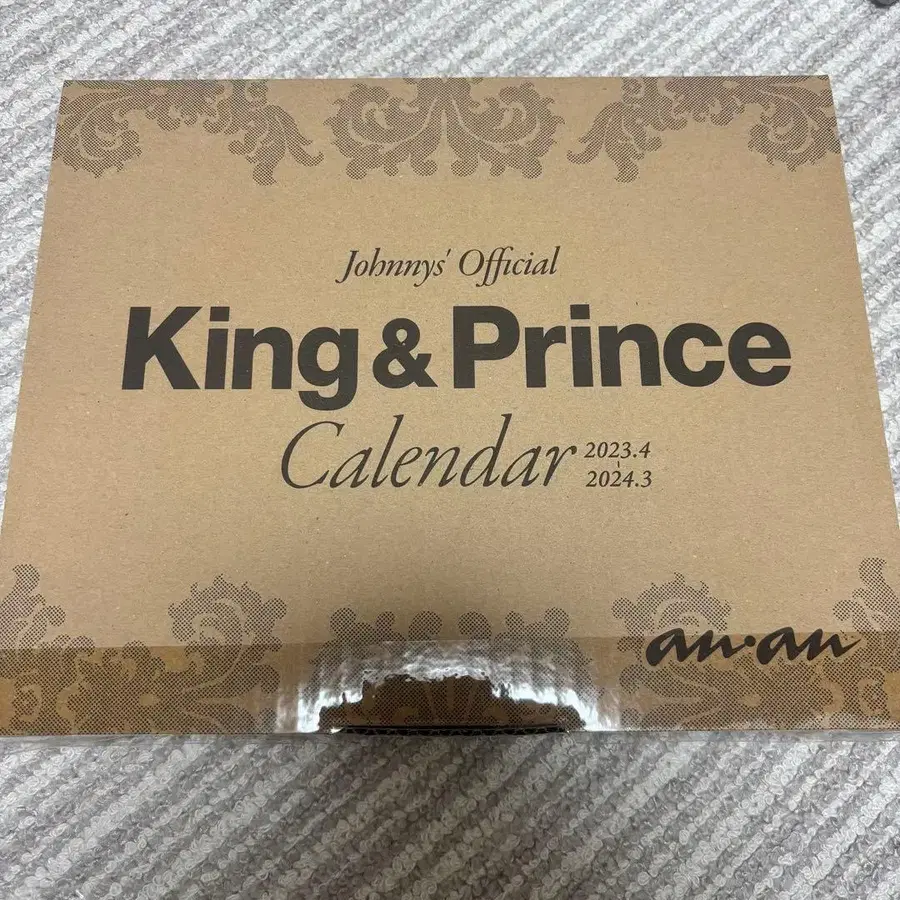 Johnnys' Official
King & Prince
Calendar 2023.4
-2024.3
an・an